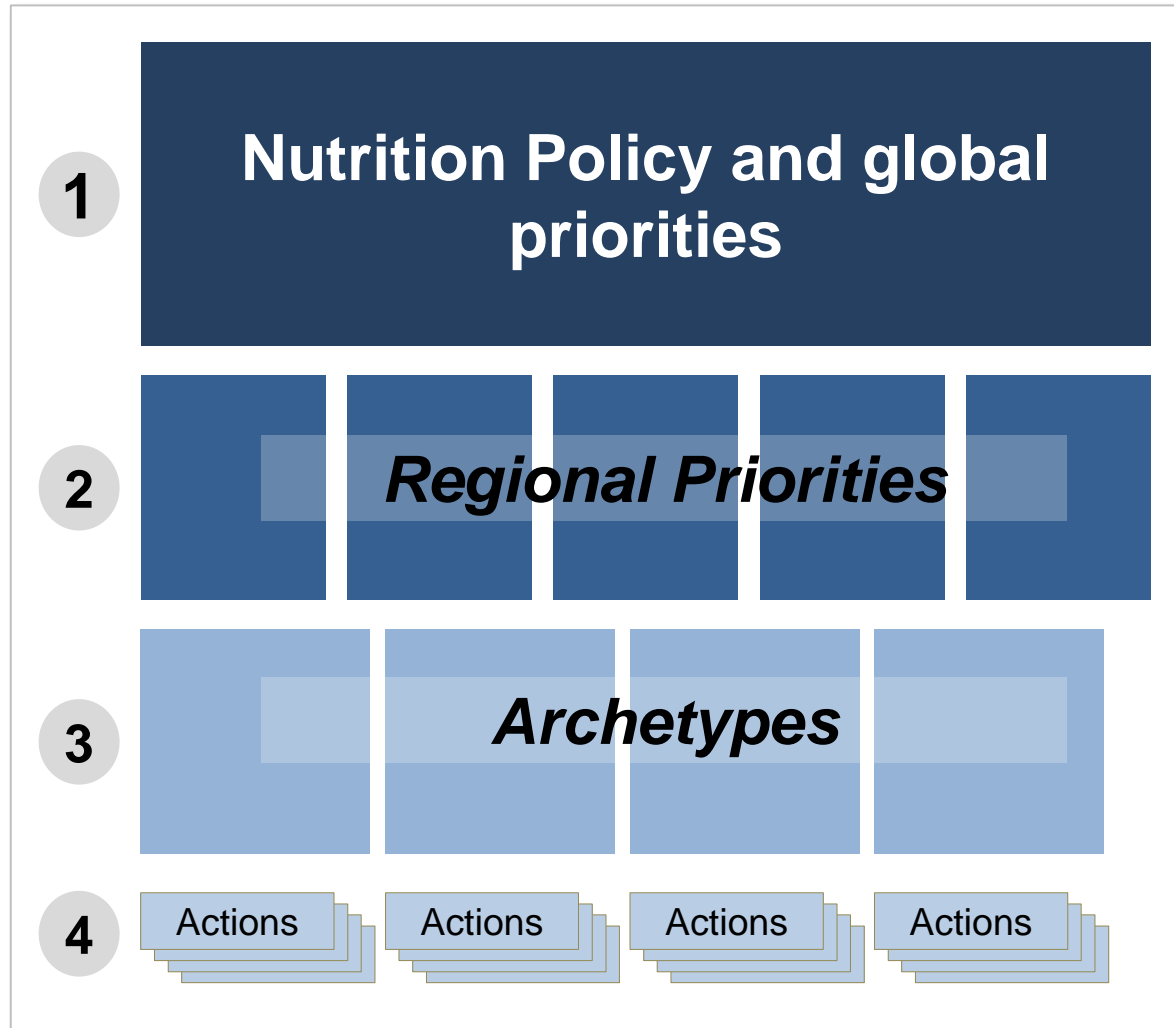 1
Nutrition Policy and global
priorities
2
Regional Priorities
3
Archetypes
4
Actions
Actions
Actions
Actions